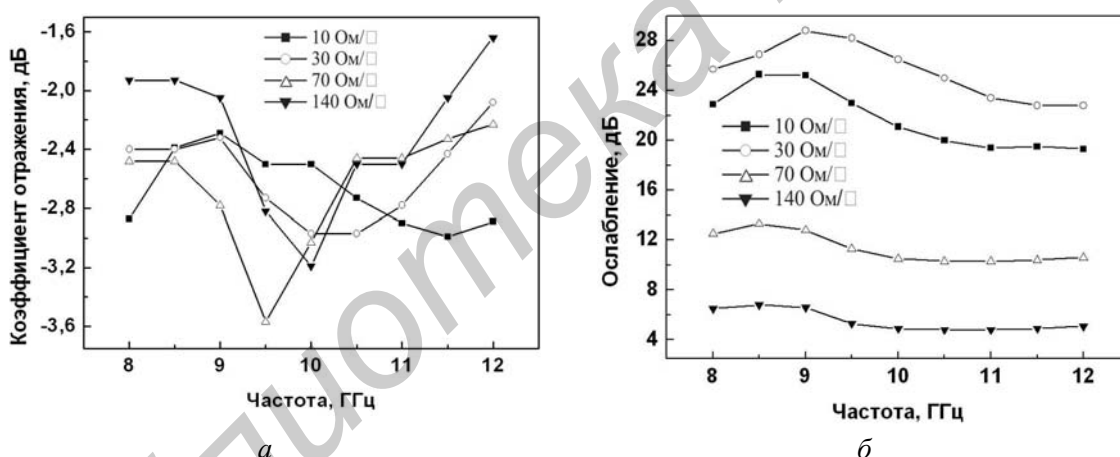 Коэффициент отражения, дБ
-1,6
-2,0
-2,4
-2,8
-3,2
-3,6
10 Ом/□
30 Ом/□
70 Ом/□
140 Ом/□
8 9 10 11 12
Частота, ГГц
а
Ослабление, дБ
28
24
20
16
12
8
4
10 Ом/□
30 Ом/□
70 Ом/□
140 Ом/□
8 9 10 11 12
Частота, ГГц
б